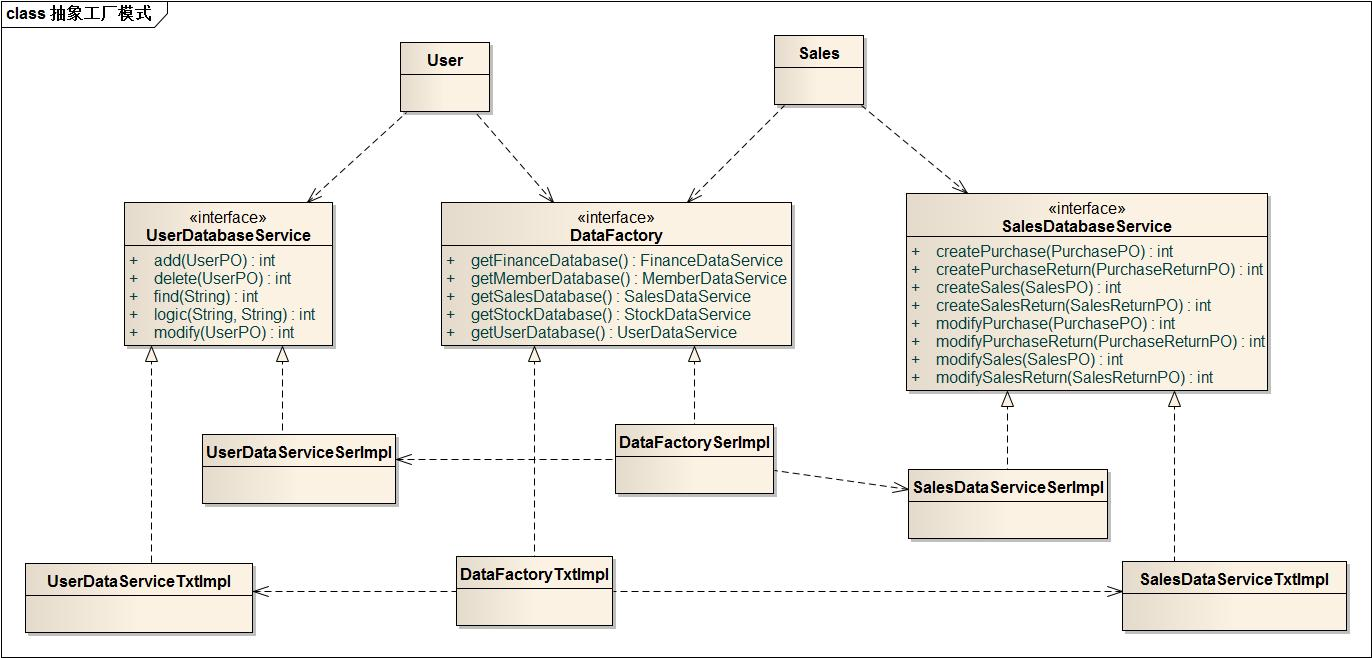 class 抽象工厂模式
User
Sales
«interface»
UserDatabaseService
+ add(UserPO) : int
+ delete(UserPO) : int
+ find(String) : int
+ logic(String, String) : int
+ modify(UserPO) : int
«interface»
DataFactory
+ getFinanceDatabase() : FinanceDataService
+ getMemberDatabase() : MemberDataService
+ getSalesDatabase() : SalesDataService
+ getStockDatabase() : StockDataService
+ getUserDatabase() : UserDataService
«interface»
SalesDatabaseService
+ createPurchase(PurchasePO) : int
+ createPurchaseReturn(PurchaseReturnPO) : int
+ createSales(SalesPO) : int
+ createSalesReturn(SalesReturnPO) : int
+ modifyPurchase(PurchasePO) : int
+ modifyPurchaseReturn(PurchaseReturnPO) : int
+ modifySales(SalesPO) : int
+ modifySalesReturn(SalesReturnPO) : int
UserDataServiceSerImpl
DataFactorySerImpl
SalesDataServiceSerImpl
UserDataServiceTxtImpl
DataFactoryTxtImpl
SalesDataServiceTxtImpl